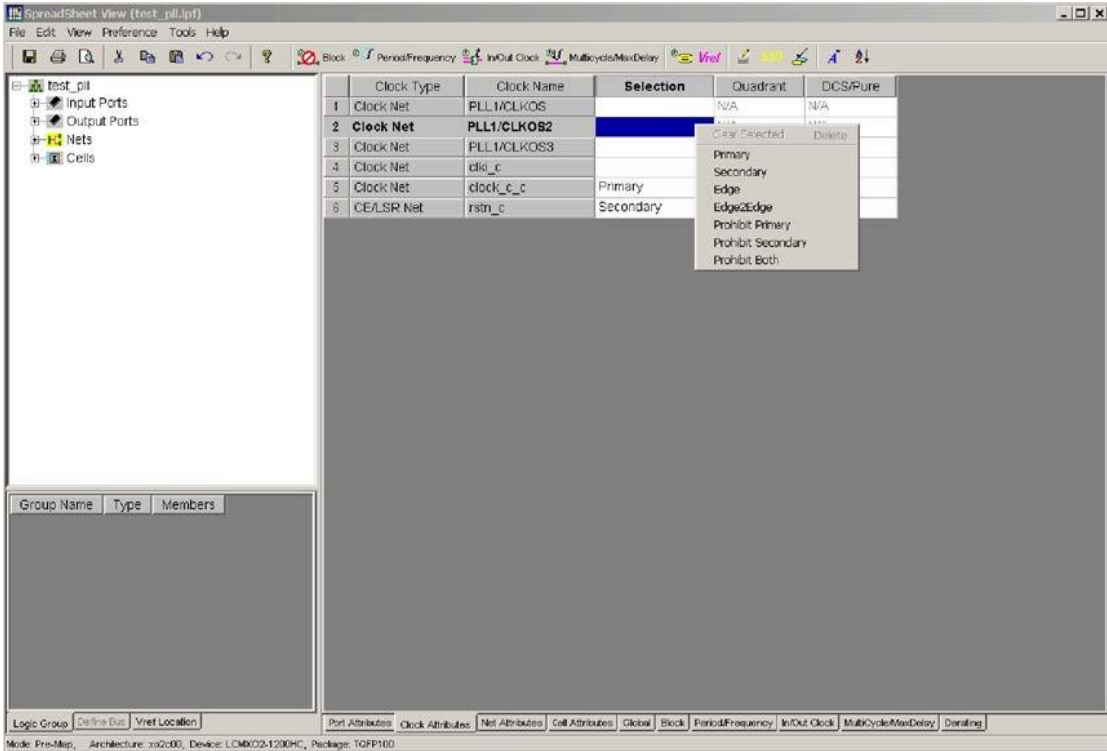 SpreadSheet View (test_pll.lpf)
File Edit View Preference Tools Help
Block Period/Frequency In/Out Clock Multicycle/MaxDelay Vref SSO A
test_pll
Input Ports
Output Ports
Nets
Cells
Clock Type Clock Name Selection Quadrant DCS/Pure
1 Clock Net PLL1/CLKOS N/A N/A
2 Clock Net PLL1/CLKOS2
3 Clock Net PLL1/CLKOS3
4 Clock Net clki_c
5 Clock Net clock_c_c Primary
6 CE/LSR Net rstn_c Secondary
Clear Selected Delete
Primary
Secondary
Edge
Edge2Edge
Prohibit Primary
Prohibit Secondary
Prohibit Both
Group Name Type Members
Logic Group Define Bus Vref Location
Port Attributes Clock Attributes Net Attributes Cell Attributes Global Block Period/Frequency In/Out Clock MultiCycle/MaxDelay Derating
Mode: Pre-Map, Architecture: xo2c00, Device: LCMXO2-1200HC, Package: TQFP100